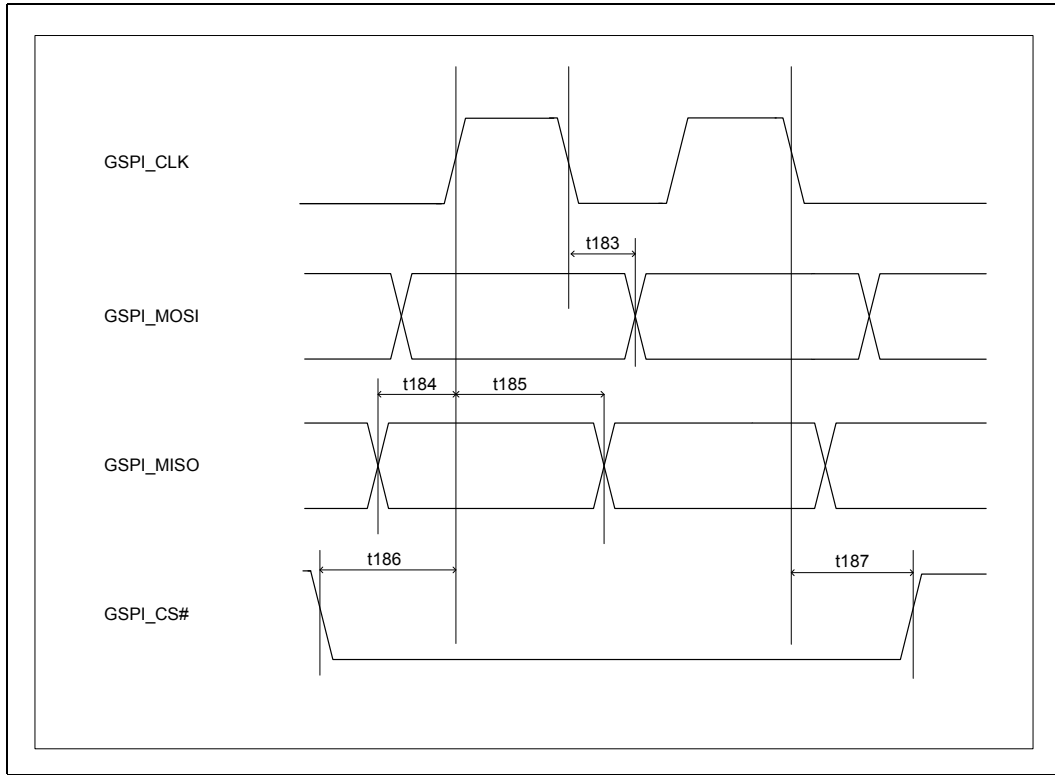 GSPI_CLK
t183
GSPI_MOSI
t184
t185
GSPI_MISO
t186
t187
GSPI_CS#